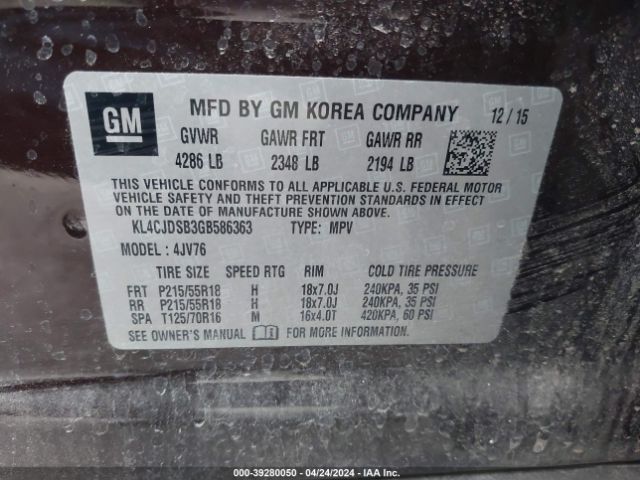 GM
MFD BY GM KOREA COMPANY 12/15
GVWR GAWR FRT GAWR RR
4286 LB 2348 LB 2194 LB
THIS VEHICLE CONFORMS TO ALL APPLICABLE U.S. FEDERAL MOTOR
VEHICLE SAFETY AND THEFT PREVENTION STANDARDS IN EFFECT ON
THE DATE OF MANUFACTURE SHOWN ABOVE.
KL4CJDSB3GB586363 TYPE: MPV
MODEL: 4JV76
TIRE SIZE SPEED RTG RIM COLD TIRE PRESSURE
FRT P215/55R18 H 18x7.0J 240KPA, 35 PSI
RR P215/55R18 H 18x7.0J 240KPA, 35 PSI
SPA T125/70R16 M 16x4.0T 420KPA, 60 PSI
SEE OWNER'S MANUAL FOR MORE INFORMATION.
000-39280050 - 04/24/2024 - IAA Inc.